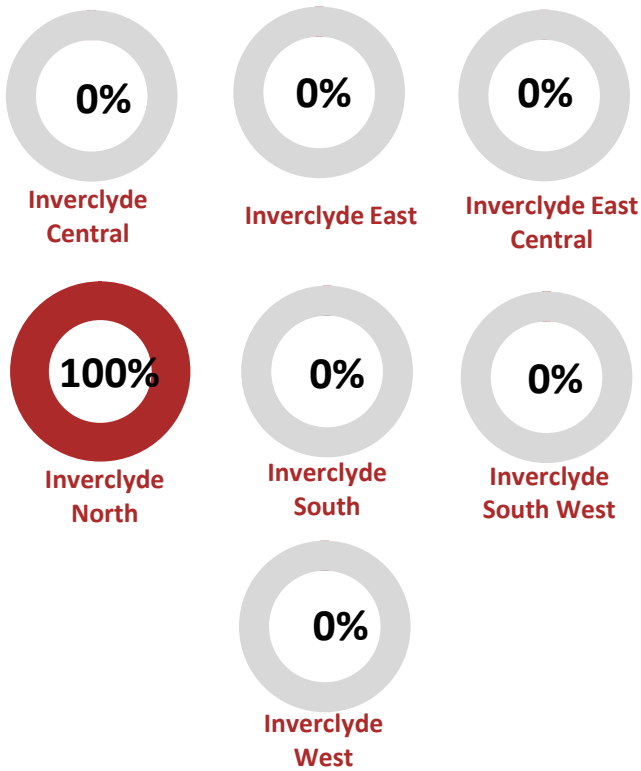 0%
Inverclyde
Central
0%
Inverclyde East
0%
Inverclyde East
Central
100%
Inverclyde
North
0%
Inverclyde
South
0%
Inverclyde
South West
0%
Inverclyde
West